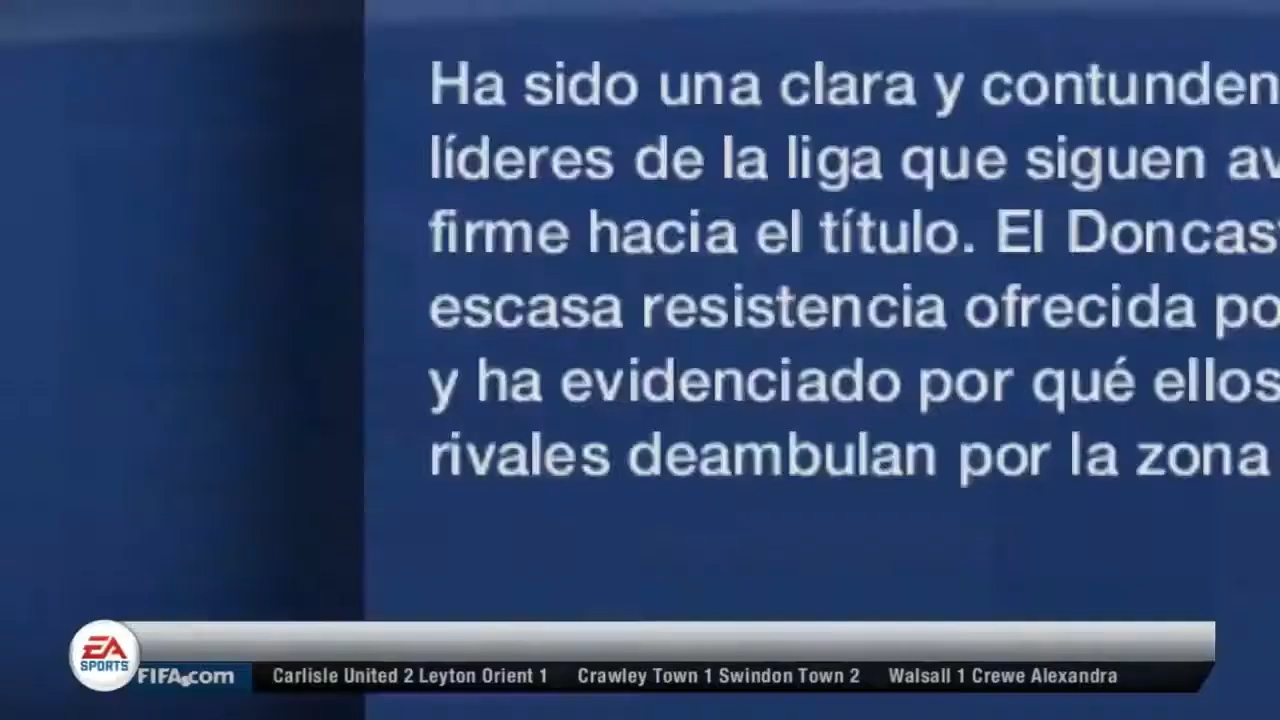 Ha sido una clara y contunden
líderes de la liga que siguen av
firme hacia el título. El Doncas
escasa resistencia ofrecida po
y ha evidenciado por qué ellos
rivales deambulan por la zona
EA
SPORTS
FIFA.com
Carlisle United 2 Leyton Orient 1 Crawley Town 1 Swindon Town 2 Walsall 1 Crewe Alexandra